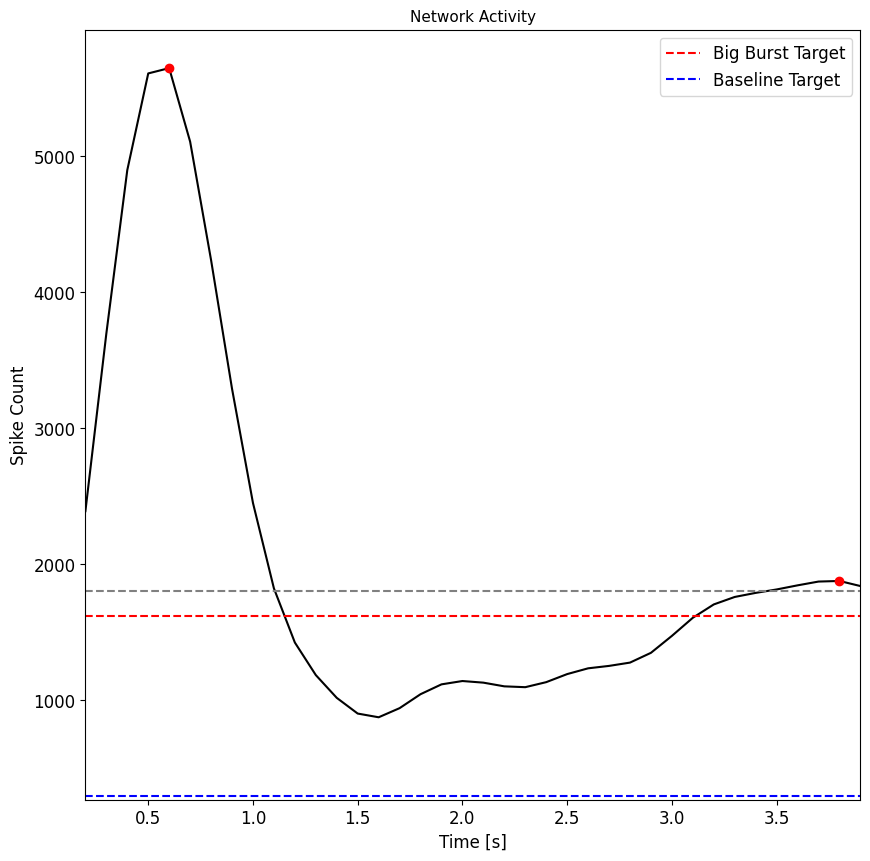 Network Activity
Big Burst Target
Baseline Target
Spike Count
5000
4000
3000
2000
1000
0.5 1.0 1.5 2.0 2.5 3.0 3.5
Time [s]